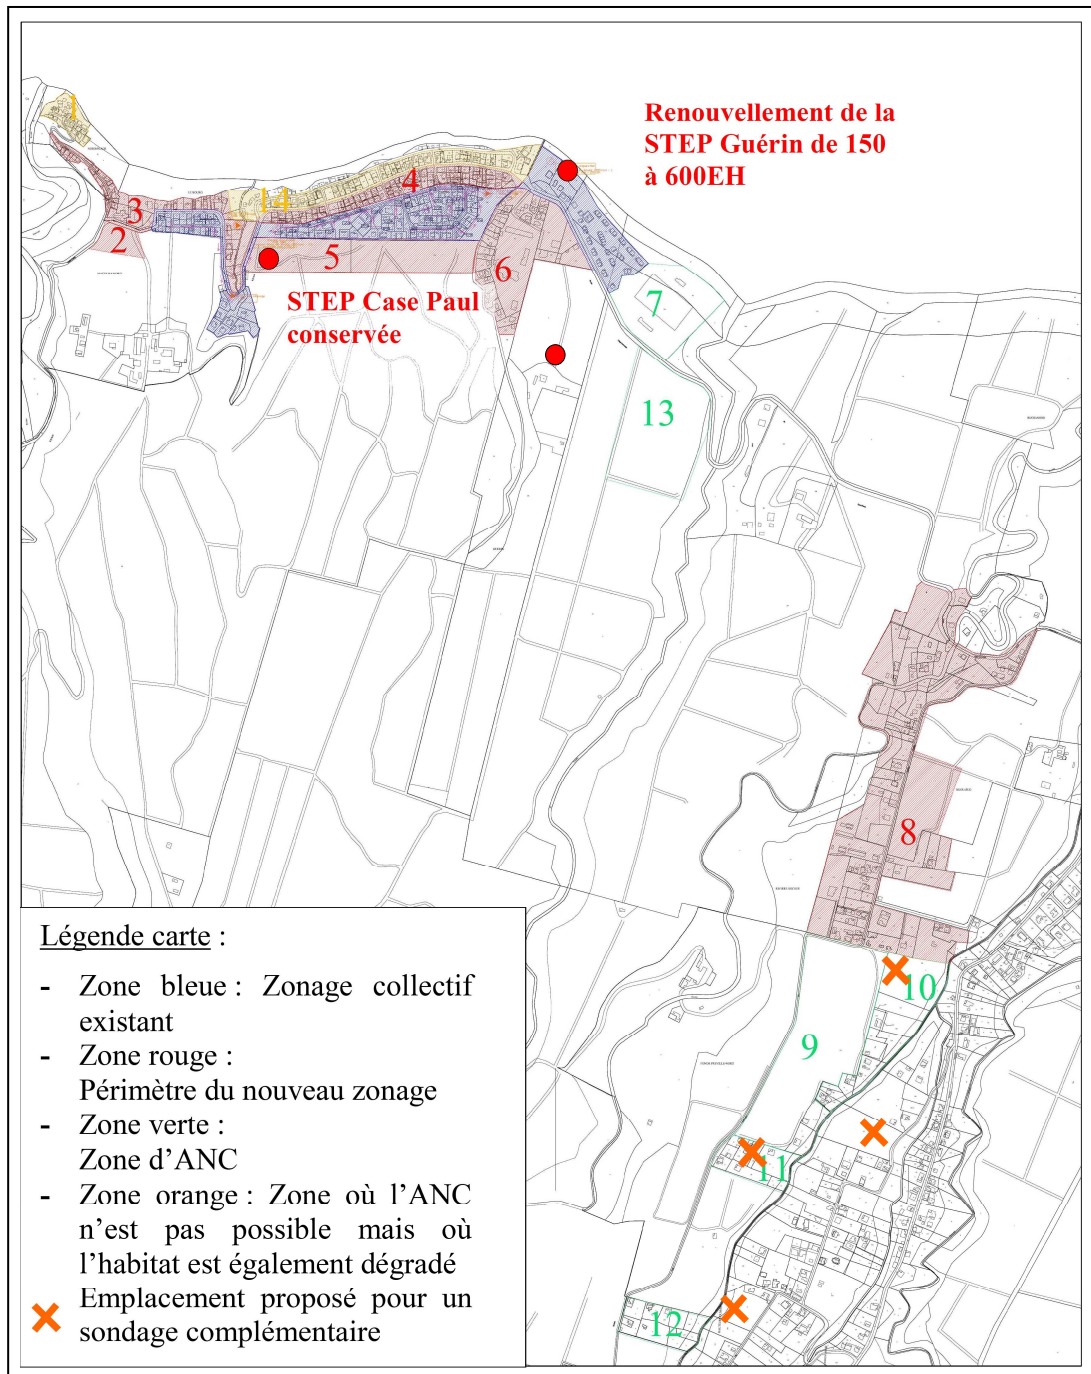 1
Renouvellement de la
STEP Guérin de 150
à 600EH
4
14
3
2
5
6
7
STEP Case Paul
conservée
13
8
Légende carte :
- Zone bleue : Zonage collectif
existant
- Zone rouge :
Périmètre du nouveau zonage
- Zone verte :
Zone d’ANC
- Zone orange : Zone où l’ANC
n’est pas possible mais où
l’habitat est également dégradé
Emplacement proposé pour un
sondage complémentaire
10
9
11
12